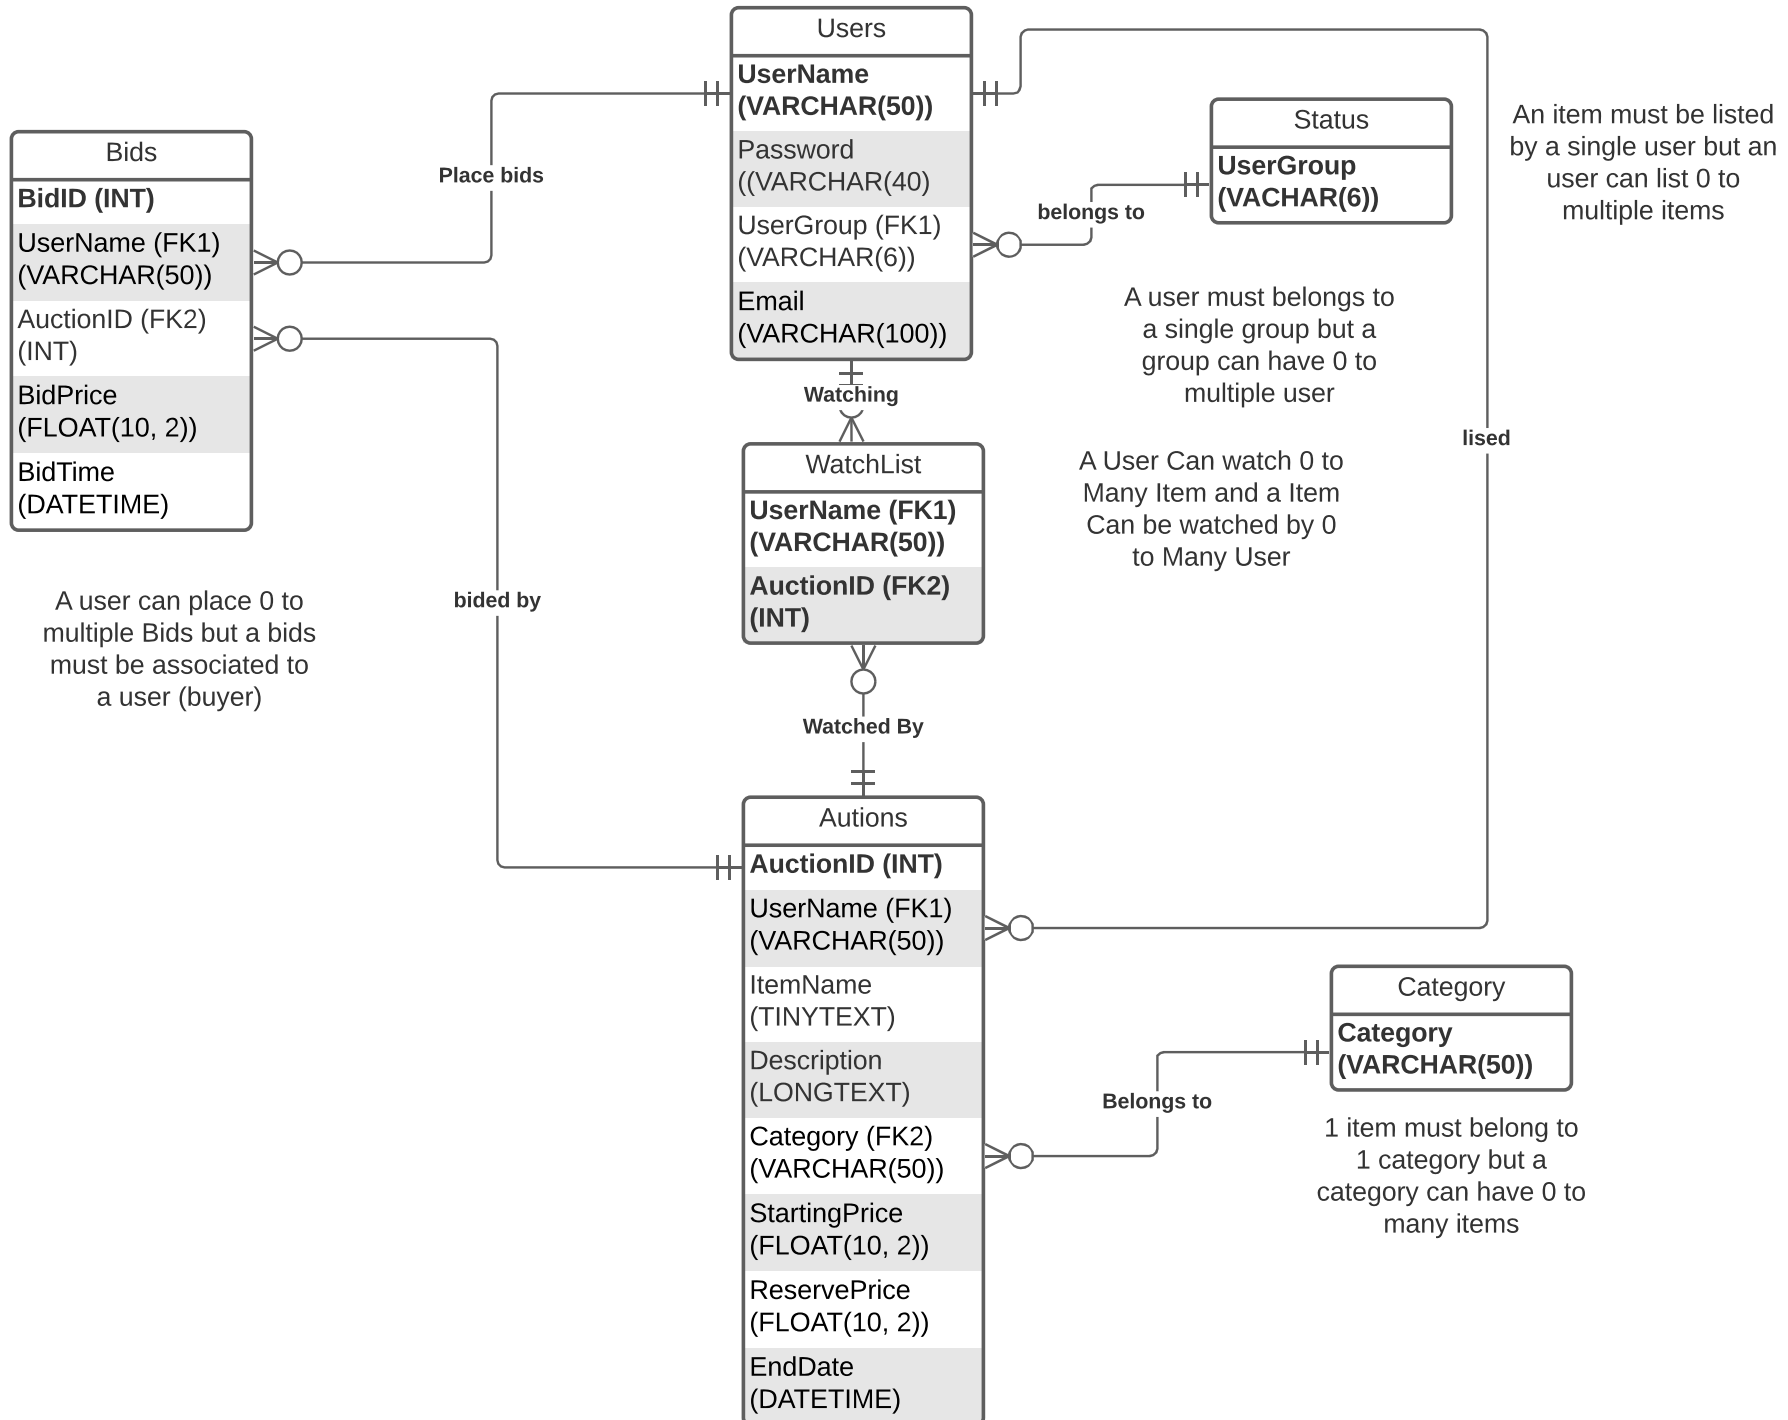 Users
UserName
(VARCHAR(50))
Password
((VARCHAR(40)
UserGroup (FK1)
(VARCHAR(6))
Email
(VARCHAR(100))
Status
UserGroup
(VACHAR(6))
An item must be listed
by a single user but an
user can list 0 to
multiple items
Bids
BidID (INT)
UserName (FK1)
(VARCHAR(50))
AuctionID (FK2)
(INT)
BidPrice
(FLOAT(10, 2))
BidTime
(DATETIME)
Place bids
belongs to
A user must belongs to
a single group but a
group can have 0 to
multiple user
Watching
lised
WatchList
UserName (FK1)
(VARCHAR(50))
AuctionID (FK2)
(INT)
A User Can watch 0 to
Many Item and a Item
Can be watched by 0
to Many User
A user can place 0 to
multiple Bids but a bids
must be associated to
a user (buyer)
bided by
Watched By
Autions
AuctionID (INT)
UserName (FK1)
(VARCHAR(50))
ItemName
(TINYTEXT)
Description
(LONGTEXT)
Category (FK2)
(VARCHAR(50))
StartingPrice
(FLOAT(10, 2))
ReservePrice
(FLOAT(10, 2))
EndDate
(DATETIME)
Belongs to
Category
Category
(VARCHAR(50))
1 item must belong to
1 category but a
category can have 0 to
many items